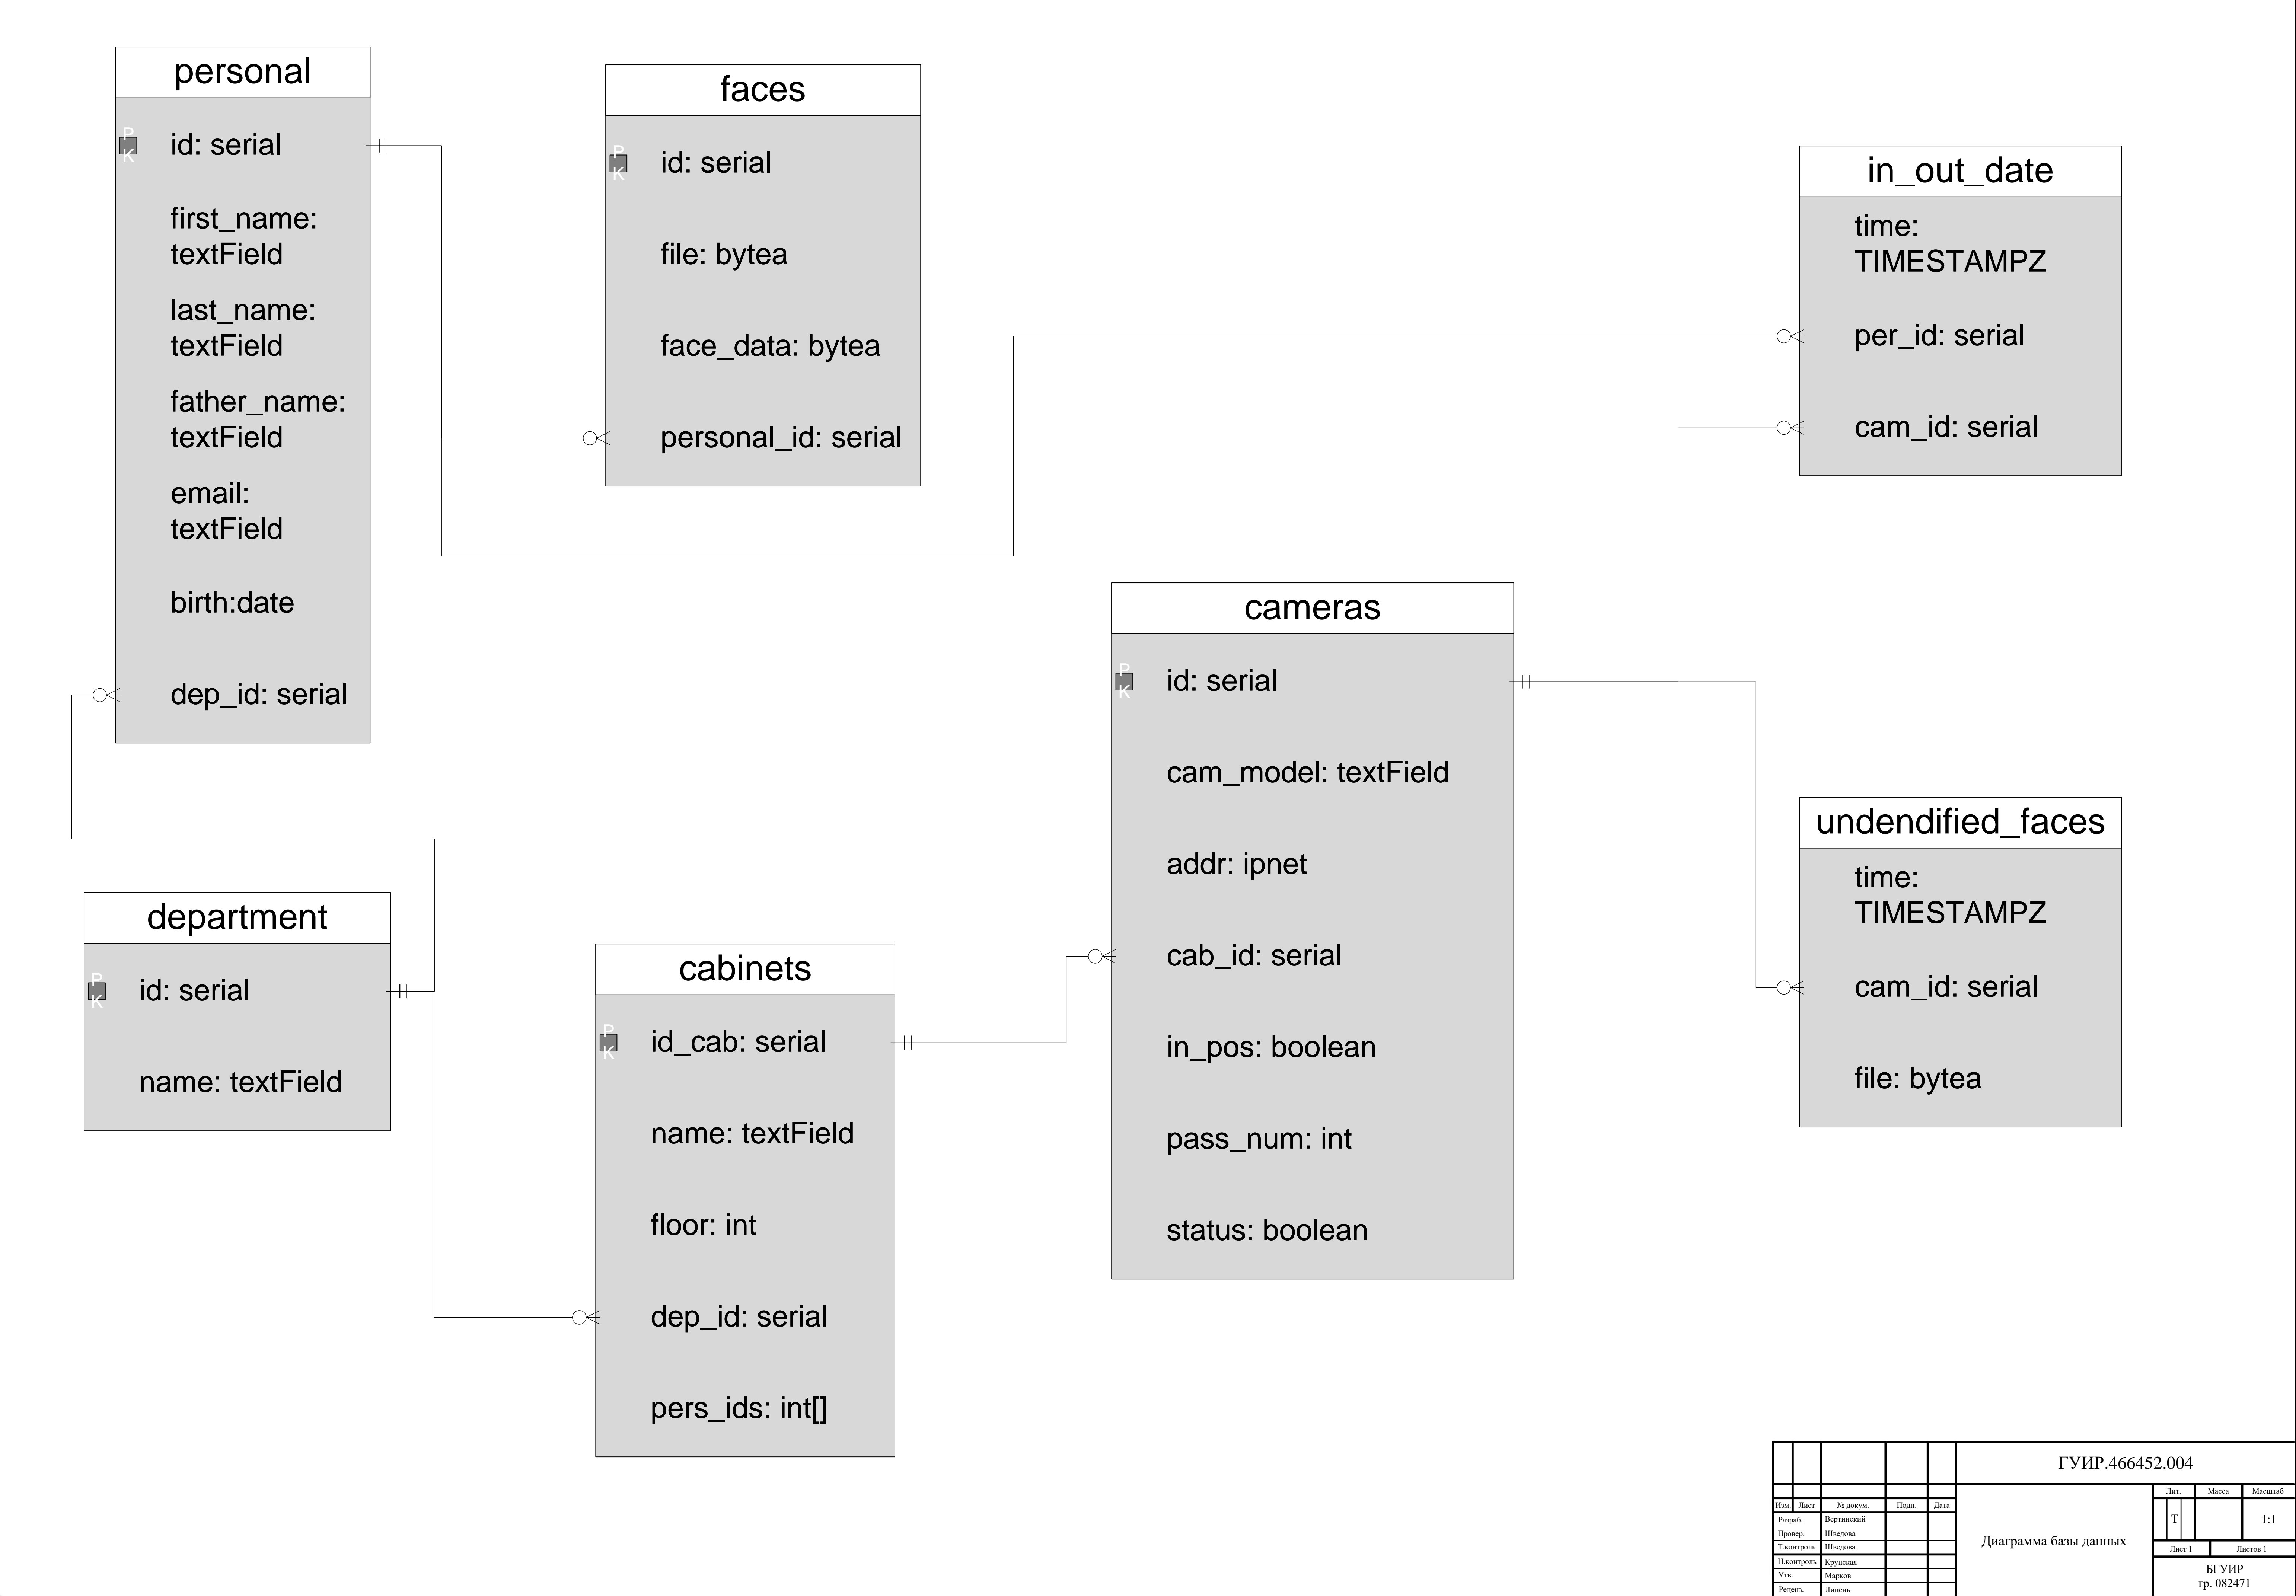 personal
PK
id: serial
first_name:
textField
last_name:
textField
father_name:
textField
email:
textField
birth:date
dep_id: serial
faces
PK
id: serial
file: bytea
face_data: bytea
personal_id: serial
in_out_date
time:
TIMESTAMPZ
per_id: serial
cam_id: serial
cameras
PK
id: serial
cam_model: textField
addr: ipnet
cab_id: serial
in_pos: boolean
pass_num: int
status: boolean
undendified_faces
time:
TIMESTAMPZ
cam_id: serial
file: bytea
department
PK
id: serial
name: textField
cabinets
PK
id_cab: serial
name: textField
floor: int
dep_id: serial
pers_ids: int[]
ГУИР.466452.004
Изм. Лист № докум. Подп. Дата
Разраб. Вертинский
Провер. Шведова
Т.контроль Шведова
Н.контроль Крупская
Утв. Марков
Реценз. Липень
Диаграмма базы данных
Лит. Масса Масштаб
Т 1:1
Лист 1 Листов 1
БГУИР
гр. 082471